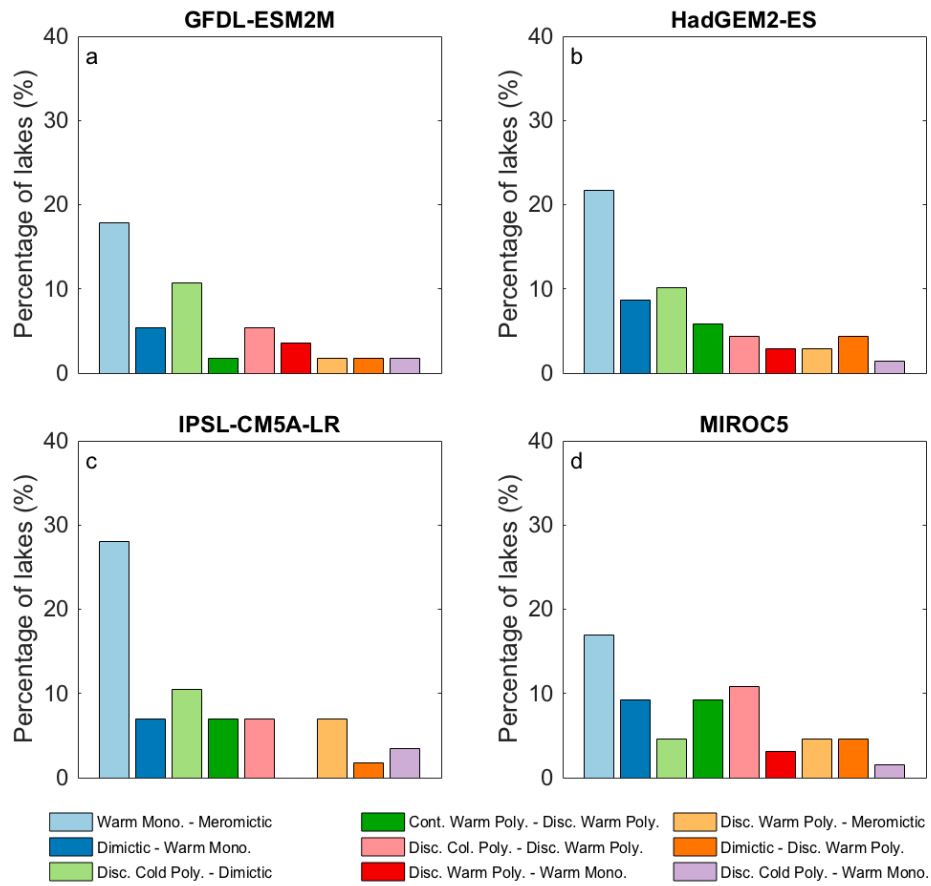 GFDL-ESM2M
HadGEM2-ES
a
b
Percentage of lakes (%)
40
30
20
10
0
Percentage of lakes (%)
40
30
20
10
0
IPSL-CM5A-LR
MIROC5
c
d
Percentage of lakes (%)
40
30
20
10
0
Percentage of lakes (%)
40
30
20
10
0
Warm Mono. - Meromictic
Dimictic - Warm Mono.
Disc. Cold Poly. - Dimictic
Cont. Warm Poly. - Disc. Warm Poly.
Disc. Col. Poly. - Disc. Warm Poly.
Disc. Warm Poly. - Warm Mono.
Disc. Warm Poly. - Meromictic
Dimictic - Disc. Warm Poly.
Disc. Cold Poly. - Warm Mono.